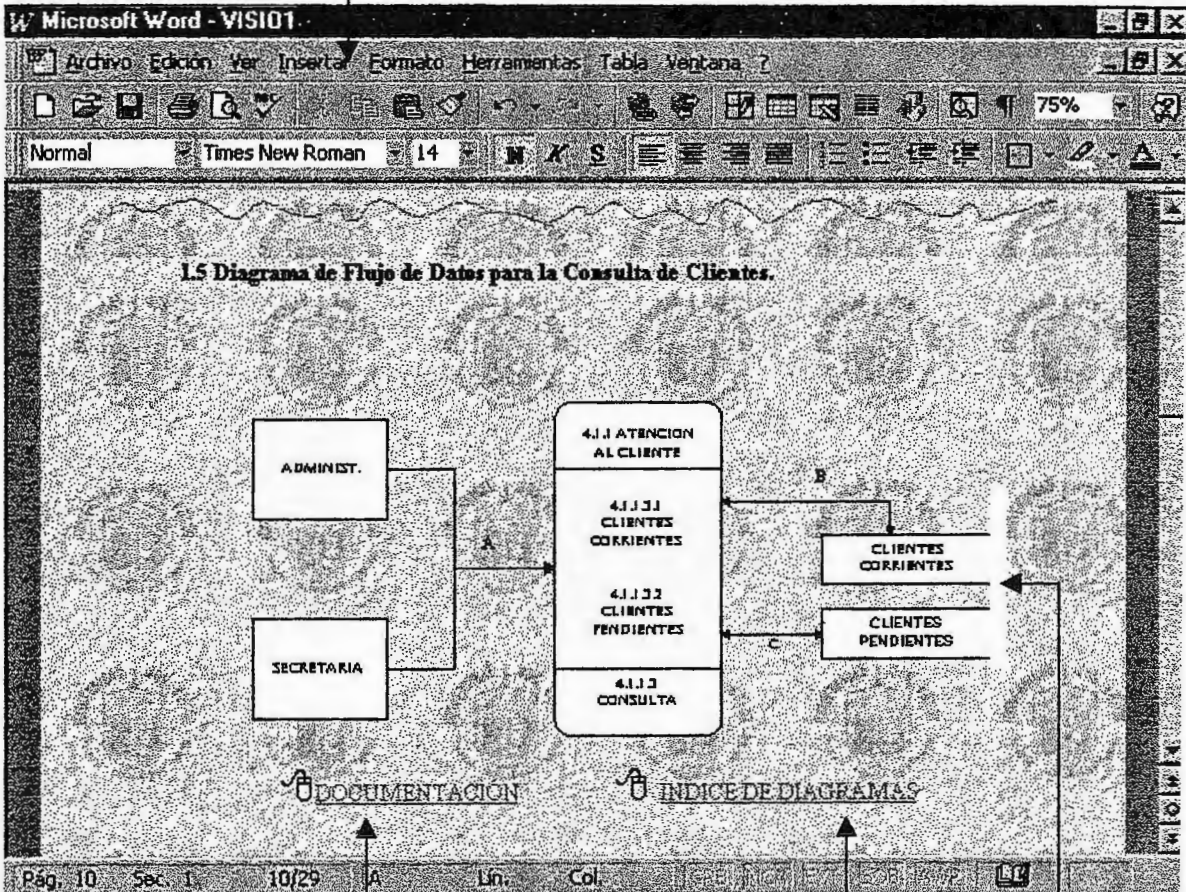 Microsoft Word - VISIO1
Archivo Edición Ver Insertar Formato Herramientas Tabla Ventana ?
75%
Normal Times New Roman 14 N K S
1.5 Diagrama de Flujo de Datos para la Consulta de Clientes.
ADMINIST.
SECRETARIA
A
4.1.1 ATENCION
AL CLIENTE
4.1.1.3.1
CLIENTES
CORRIENTES
4.1.1.3.2
CLIENTES
PENDIENTES
4.1.1.3
CONSULTA
B
CLIENTES
CORRIENTES
C
CLIENTES
PENDIENTES
DOCUMENTACION
INDICE DE DIAGRAMAS
Pág. 10 Sec. 1 10/29 A Lín. Col.